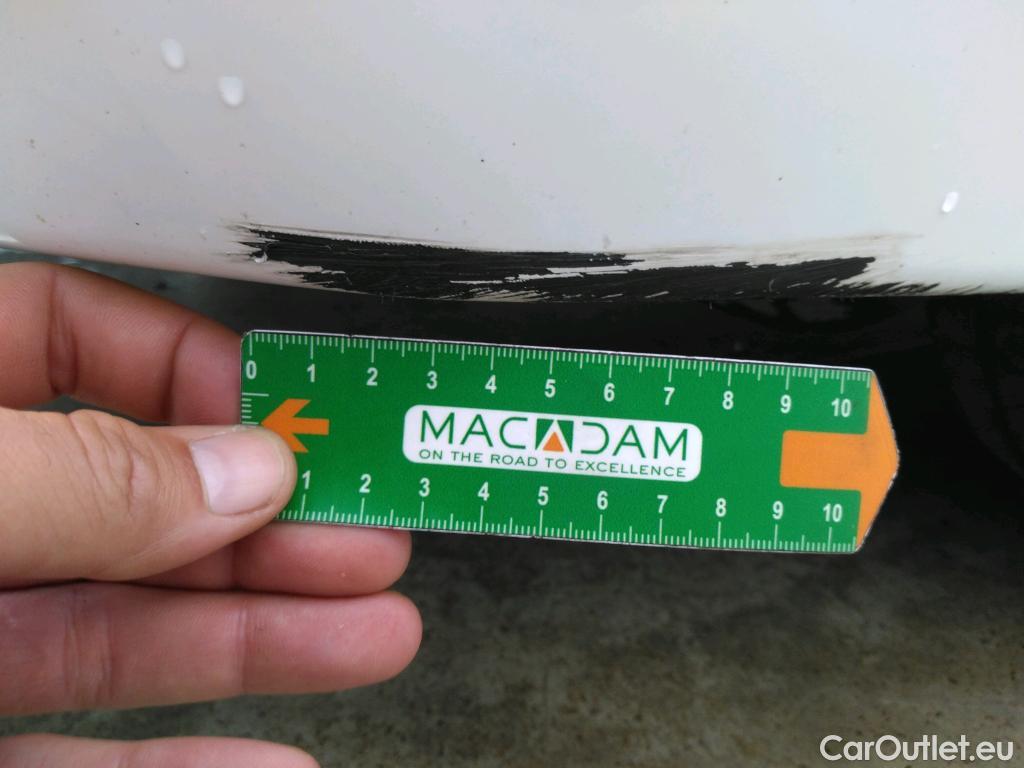 0 1 2 3 4 5 6 7 8 9 10
MACADAM
ON THE ROAD TO EXCELLENCE
1 2 3 4 5 6 7 8 9 10
CarOutlet.eu